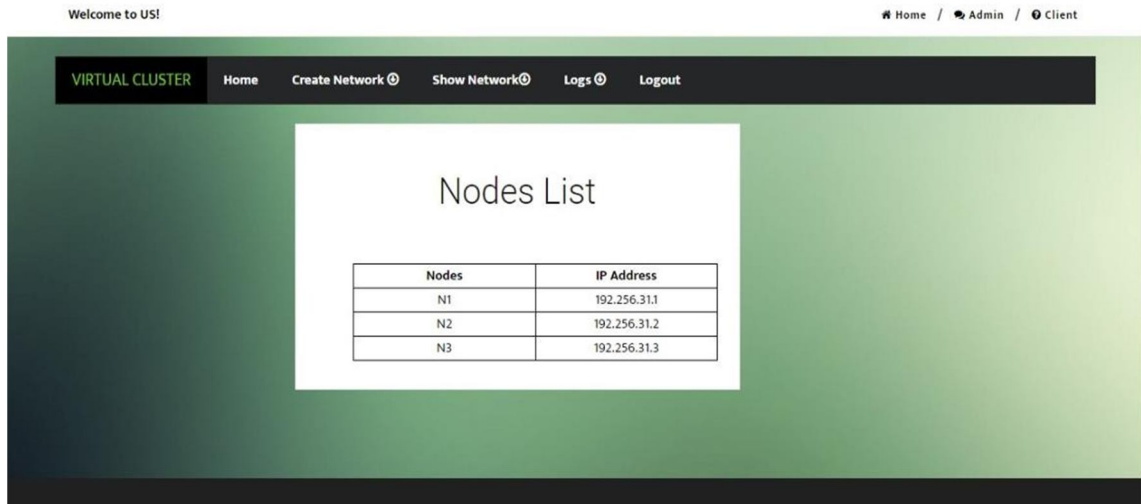 Welcome to US!
Home / Admin / Client
VIRTUAL CLUSTER Home Create Network Show Network Logs Logout
Nodes List
Nodes IP Address
N1 192.256.31.1
N2 192.256.31.2
N3 192.256.31.3